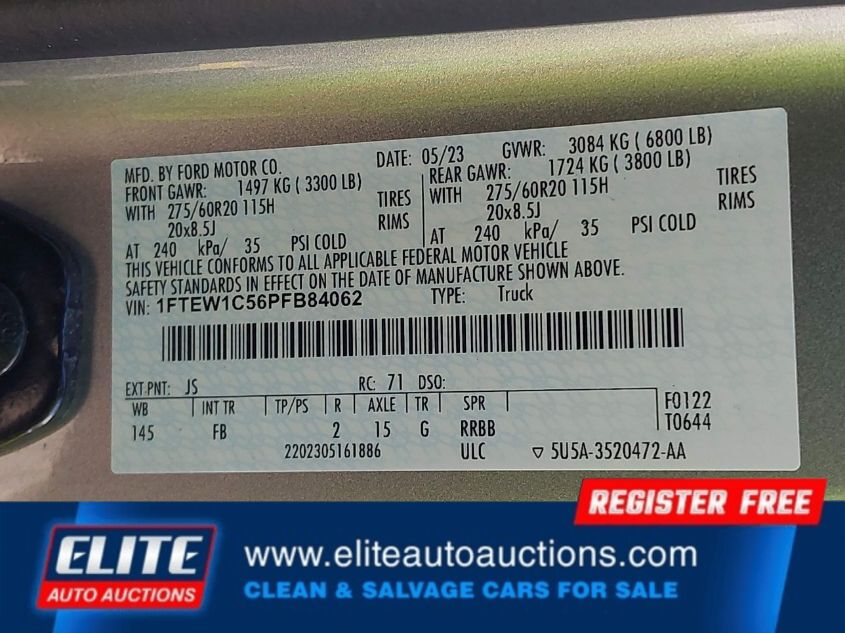 MFD. BY FORD MOTOR CO.
DATE: 05/23
GVWR: 3084 KG ( 6800 LB)
FRONT GAWR: 1497 KG ( 3300 LB)
REAR GAWR: 1724 KG ( 3800 LB)
WITH 275/60R20 115H TIRES
WITH 275/60R20 115H TIRES
20x8.5J RIMS
20x8.5J RIMS
AT 240 kPa/ 35 PSI COLD
AT 240 kPa/ 35 PSI COLD
THIS VEHICLE CONFORMS TO ALL APPLICABLE FEDERAL MOTOR VEHICLE
SAFETY STANDARDS IN EFFECT ON THE DATE OF MANUFACTURE SHOWN ABOVE.
VIN: 1FTEW1C56PFB84062 TYPE: Truck
EXT PNT: JS RC: 71 DSO:
WB INT TR TP/PS R AXLE TR SPR F0122
145 FB 2 15 G RRBB T0644
2202305161886 ULC ▽ 5U5A-3520472-AA
REGISTER FREE
ELITE
AUTO AUCTIONS
www.eliteautoauctions.com
CLEAN & SALVAGE CARS FOR SALE